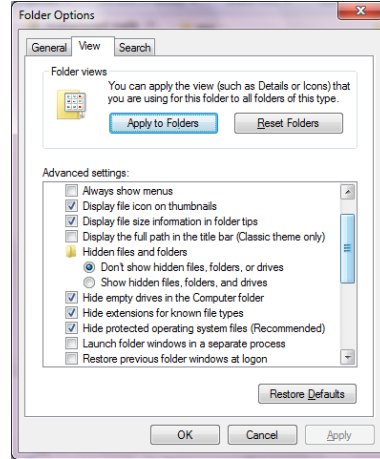 Folder Options
General View Search
Folder views
You can apply the view (such as Details or Icons) that
you are using for this folder to all folders of this type.
Apply to Folders Reset Folders
Advanced settings:
Always show menus
Display file icon on thumbnails
Display file size information in folder tips
Display the full path in the title bar (Classic theme only)
Hidden files and folders
Don't show hidden files, folders, or drives
Show hidden files, folders, and drives
Hide empty drives in the Computer folder
Hide extensions for known file types
Hide protected operating system files (Recommended)
Launch folder windows in a separate process
Restore previous folder windows at logon
Restore Defaults
OK Cancel Apply